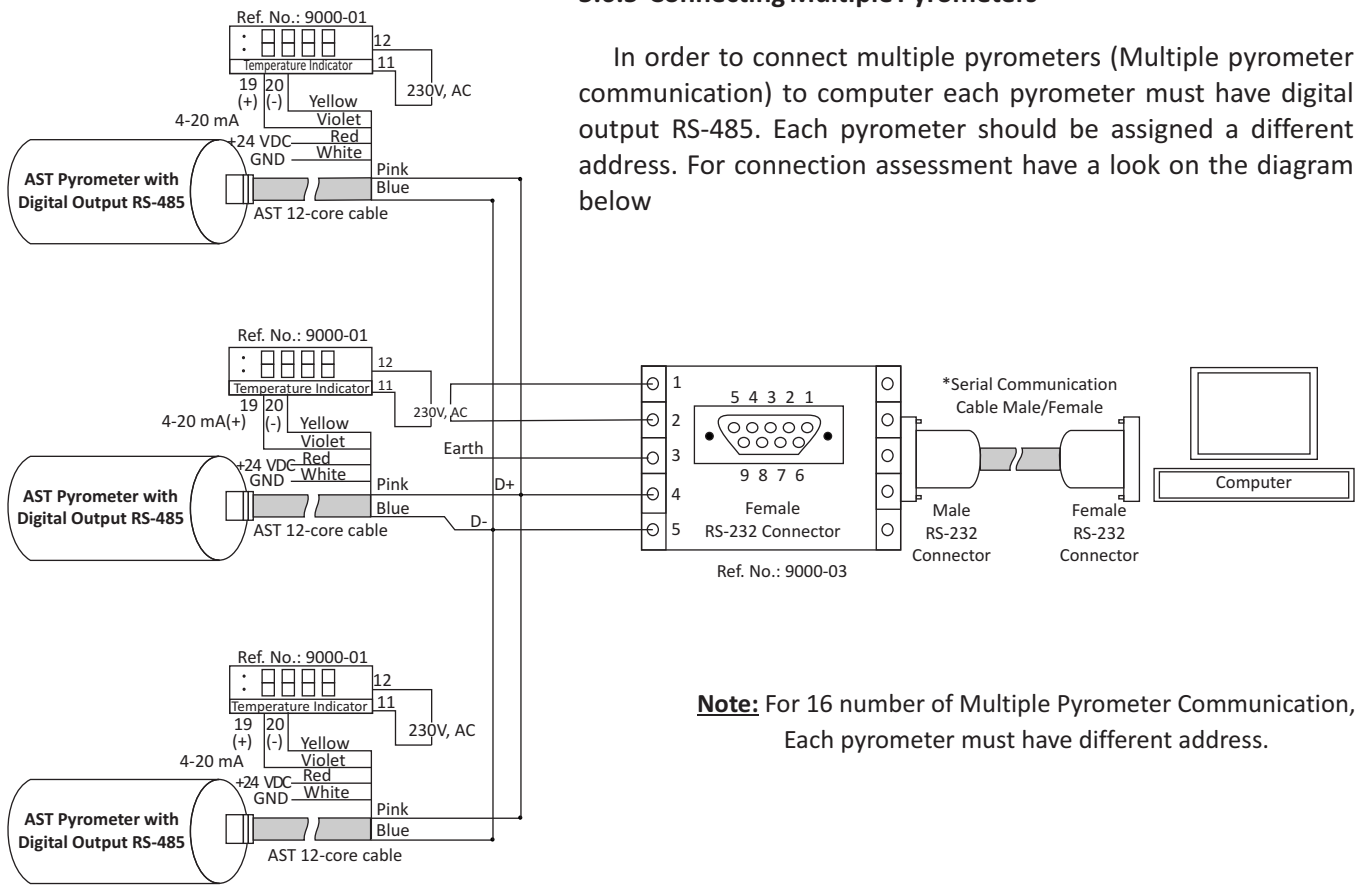 Ref. No.: 9000-01
12
Temperature Indicator
11
19 20
(+) (-)
230V, AC
Yellow
4-20 mA
Violet
+24 VDC
Red
GND
White
Pink
Blue
AST Pyrometer with
Digital Output RS-485
AST 12-core cable
Connecting Multiple Pyrometers
In order to connect multiple pyrometers (Multiple pyrometer
communication) to computer each pyrometer must have digital
output RS-485. Each pyrometer should be assigned a different
address. For connection assessment have a look on the diagram
below
Ref. No.: 9000-01
12
Temperature Indicator
11
19 20
4-20 mA(+) (-)
230V, AC
Yellow
Violet
+24 VDC
Red
GND
White
Pink
Blue
AST Pyrometer with
Digital Output RS-485
AST 12-core cable
Earth
D+
D-
1
2
3
4
5
5 4 3 2 1
9 8 7 6
Female
RS-232 Connector
Ref. No.: 9000-03
*Serial Communication
Cable Male/Female
Male
RS-232
Connector
Female
RS-232
Connector
Computer
Ref. No.: 9000-01
12
Temperature Indicator
11
19 20
(+) (-)
230V, AC
Yellow
4-20 mA
Violet
+24 VDC
Red
GND
White
Pink
Blue
AST Pyrometer with
Digital Output RS-485
AST 12-core cable
Note: For 16 number of Multiple Pyrometer Communication,
Each pyrometer must have different address.